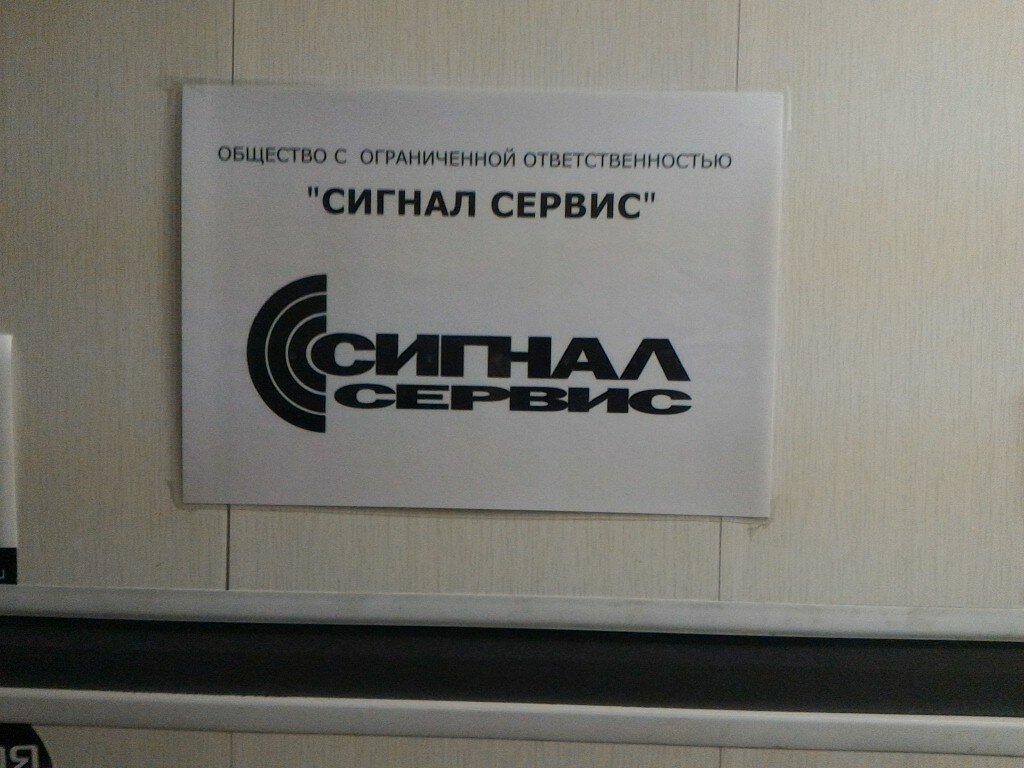 ОБЩЕСТВО С ОГРАНИЧЕННОЙ ОТВЕТСТВЕННОСТЬЮ
"СИГНАЛ СЕРВИС"
СИГНАЛ
СЕРВИС